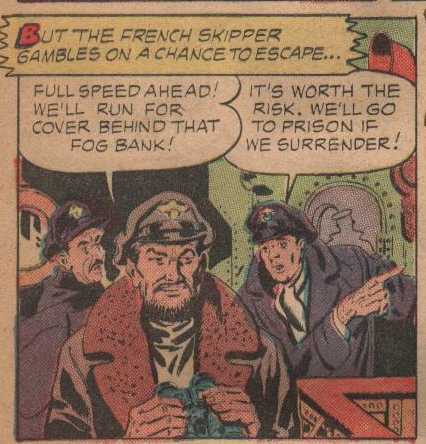 BUT THE FRENCH SKIPPER
GAMBLES ON A CHANCE TO ESCAPE...
FULL SPEED AHEAD!
WE'LL RUN FOR
COVER BEHIND THAT
FOG BANK!
IT'S WORTH THE
RISK. WE'LL GO
TO PRISON IF
WE SURRENDER!